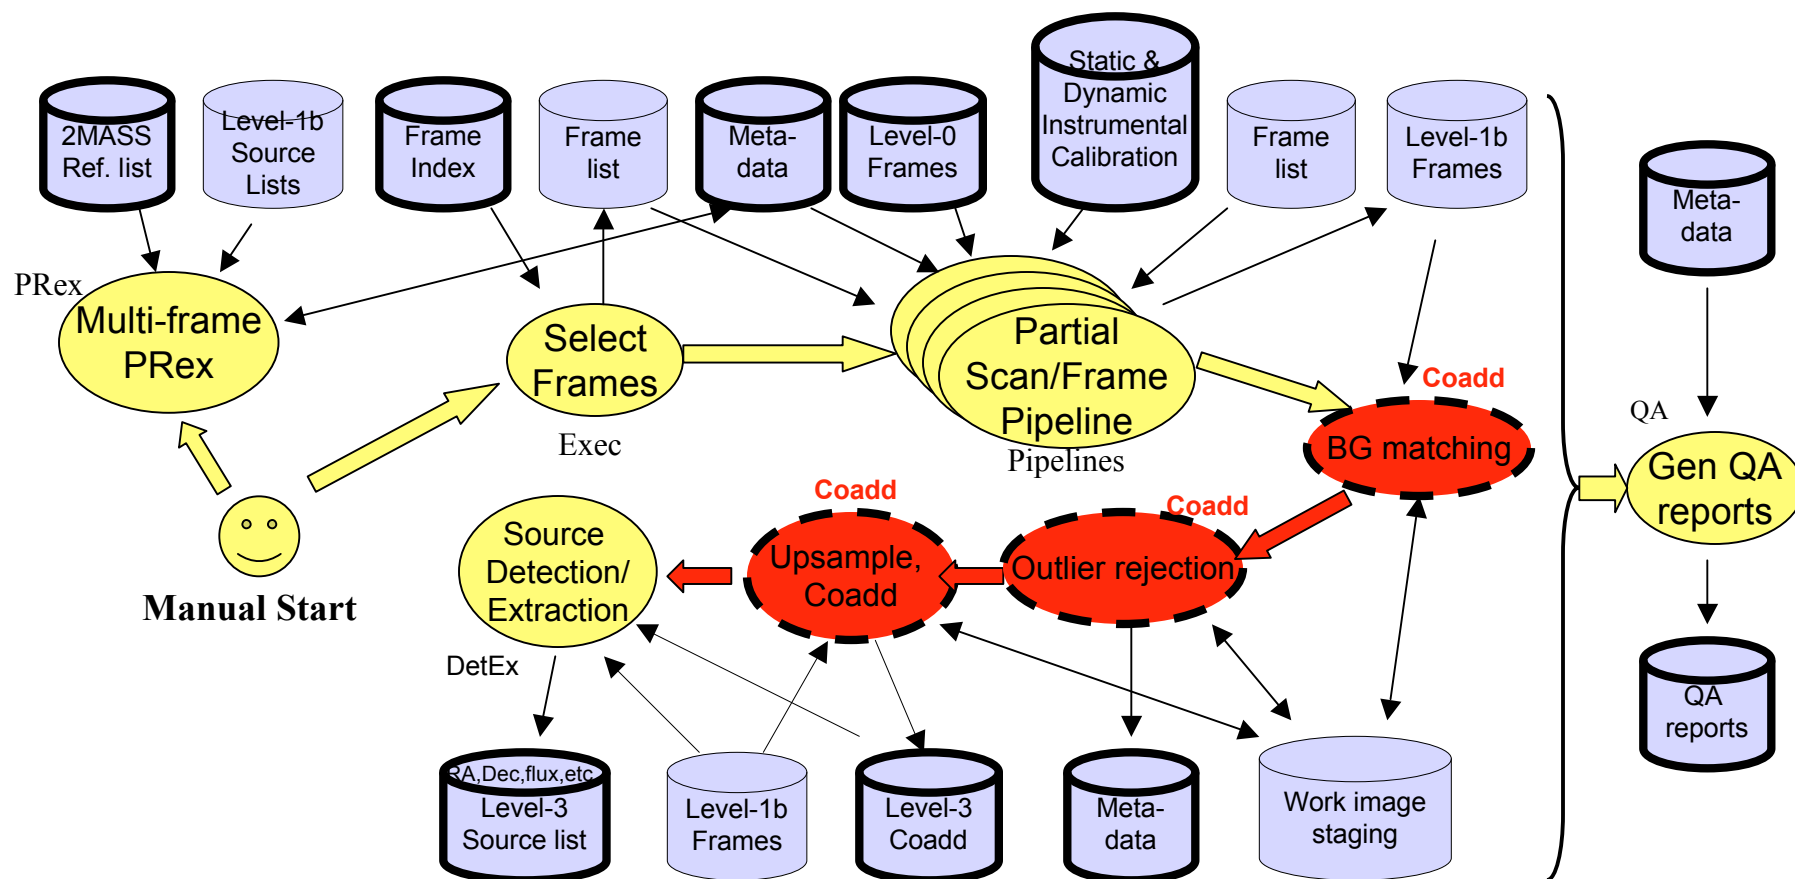 2MASS
Ref. list
Level-1b
Source
Lists
Frame
Index
Frame
list
Meta-
data
Level-0
Frames
Static &
Dynamic
Instrumental
Calibration
Frame
list
Level-1b
Frames
Meta-
data
PRex
Multi-frame
PRex
Select
Frames
Exec
Partial
Scan/Frame
Pipeline
Pipelines
Coadd
BG matching
QA
Gen QA
reports
Manual Start
Source
Detection/
Extraction
DetEx
Coadd
Upsample,
Coadd
Coadd
Outlier rejection
RA,Dec,flux,etc
Level-3
Source list
Level-1b
Frames
Level-3
Coadd
Meta-
data
Work image
staging
QA
reports